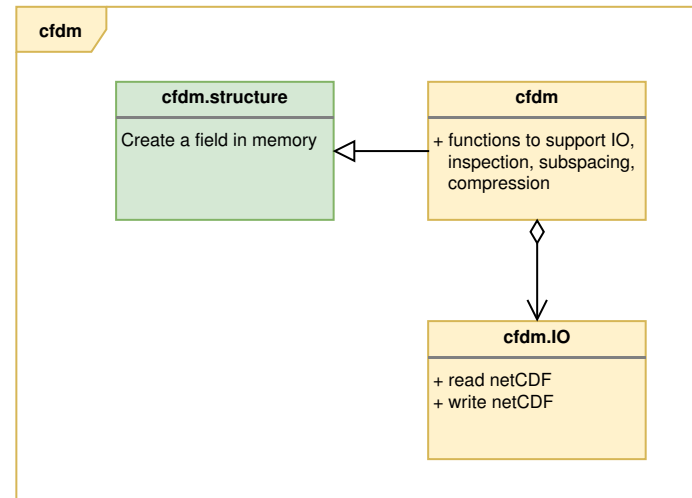 cfdm
cfdm.structure
Create a field in memory
cfdm
+ functions to support IO,
inspection, subspacing,
compression
cfdm.IO
+ read netCDF
+ write netCDF